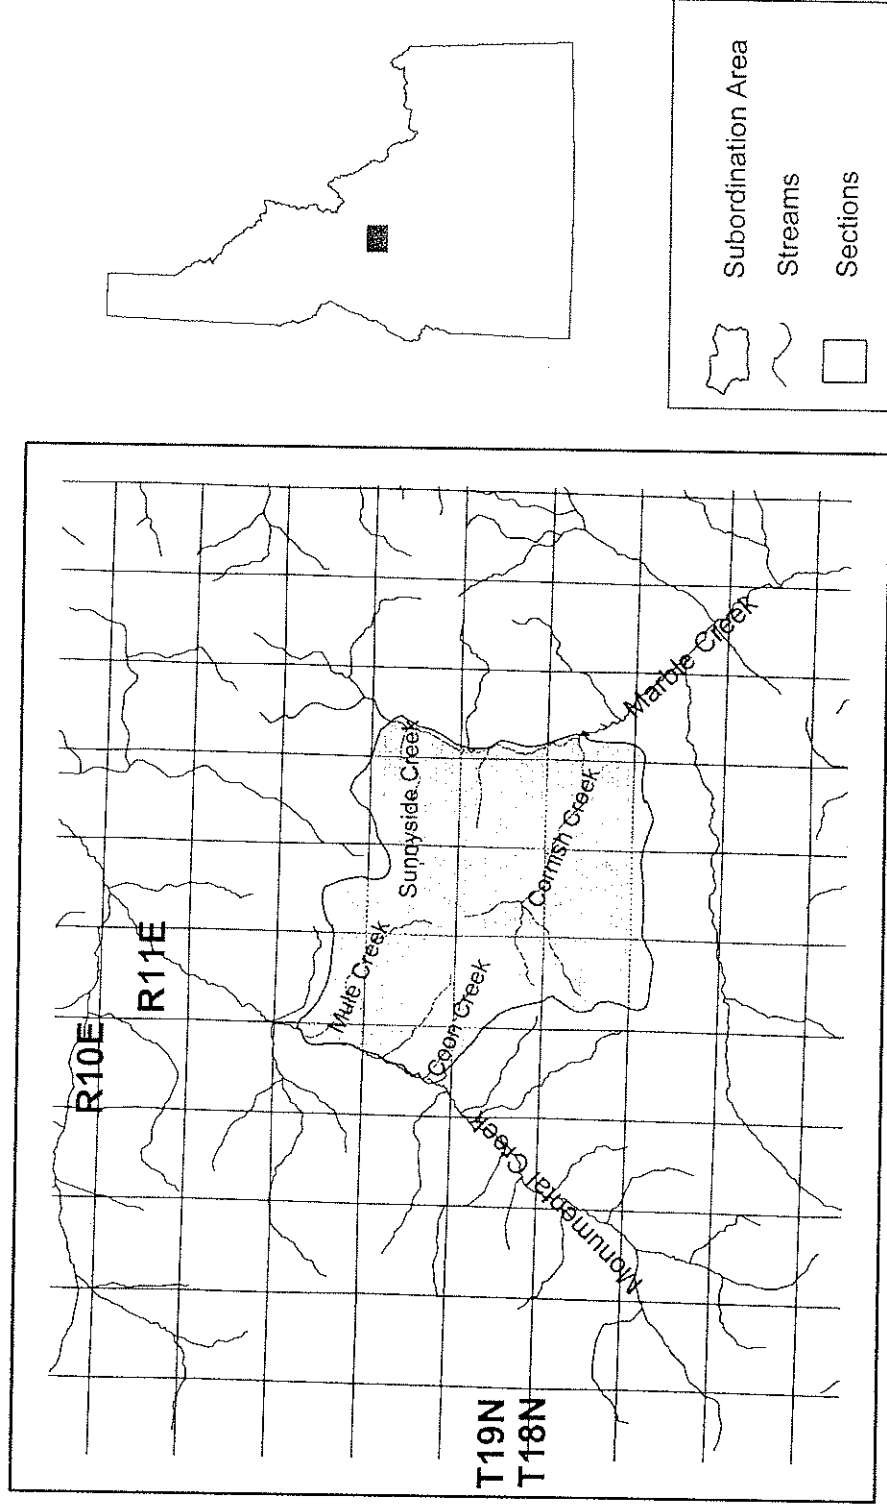 R10E
R11E
T19N
T18N
Mule Creek
Sunnyside Creek
Coon Creek
Cornish Creek
Monumental Creek
Marble Creek
Subordination Area
Streams
Sections